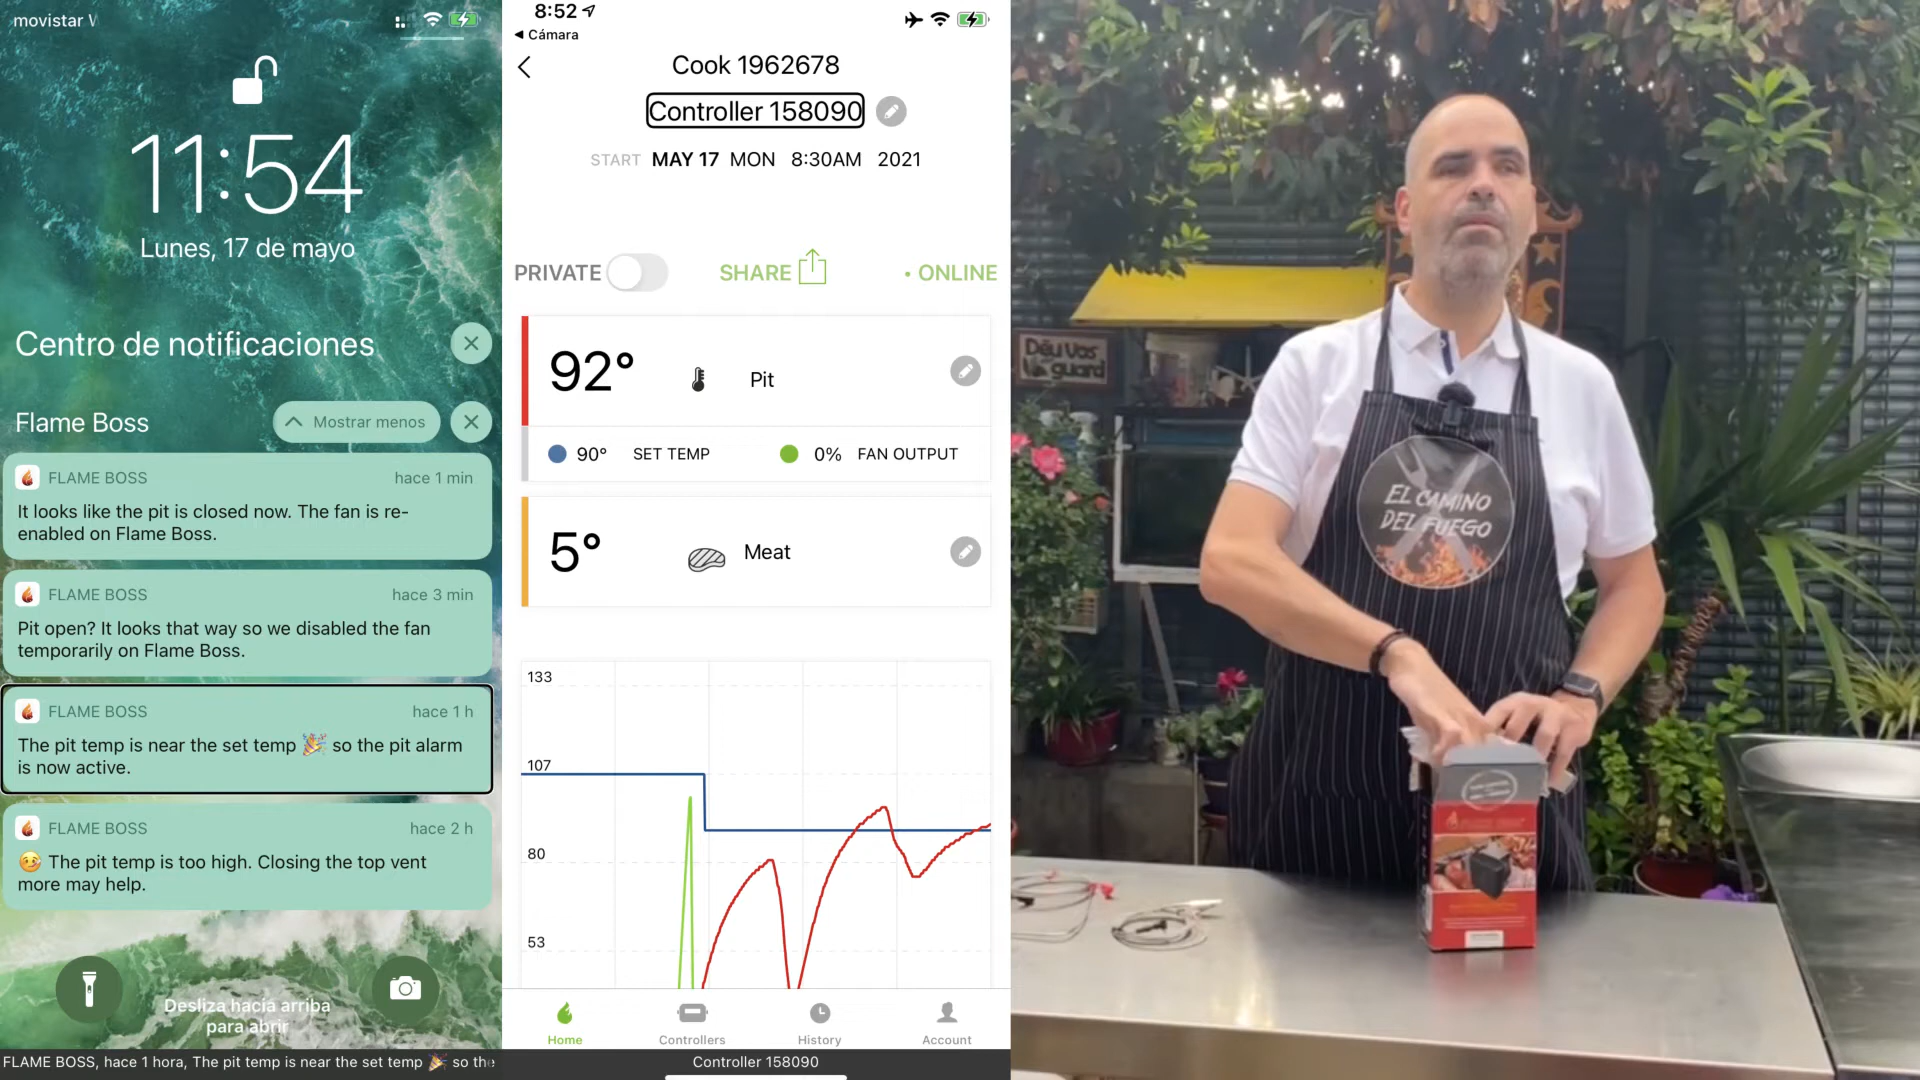 movistar
11:54
Lunes, 17 de mayo
Centro de notificaciones
Flame Boss
Mostrar menos
FLAME BOSS
hace 1 min
It looks like the pit is closed now. The fan is re-
enabled on Flame Boss.
FLAME BOSS
hace 3 min
Pit open? It looks that way so we disabled the fan
temporarily on Flame Boss.
FLAME BOSS
hace 1 h
The pit temp is near the set temp 🎉 so the pit alarm
is now active.
FLAME BOSS
hace 2 h
🤒 The pit temp is too high. Closing the top vent
more may help.
Desliza hacia arriba
para abrir
FLAME BOSS, hace 1 hora, The pit temp is near the set temp 🎉 so the
8:52
Cámara
Cook 1962678
Controller 158090
START MAY 17 MON 8:30AM 2021
PRIVATE
SHARE
• ONLINE
92°
Pit
90° SET TEMP
0% FAN OUTPUT
5°
Meat
133
107
80
53
Home
Controllers
History
Account
Controller 158090
EL CAMINO
DEL FUEGO